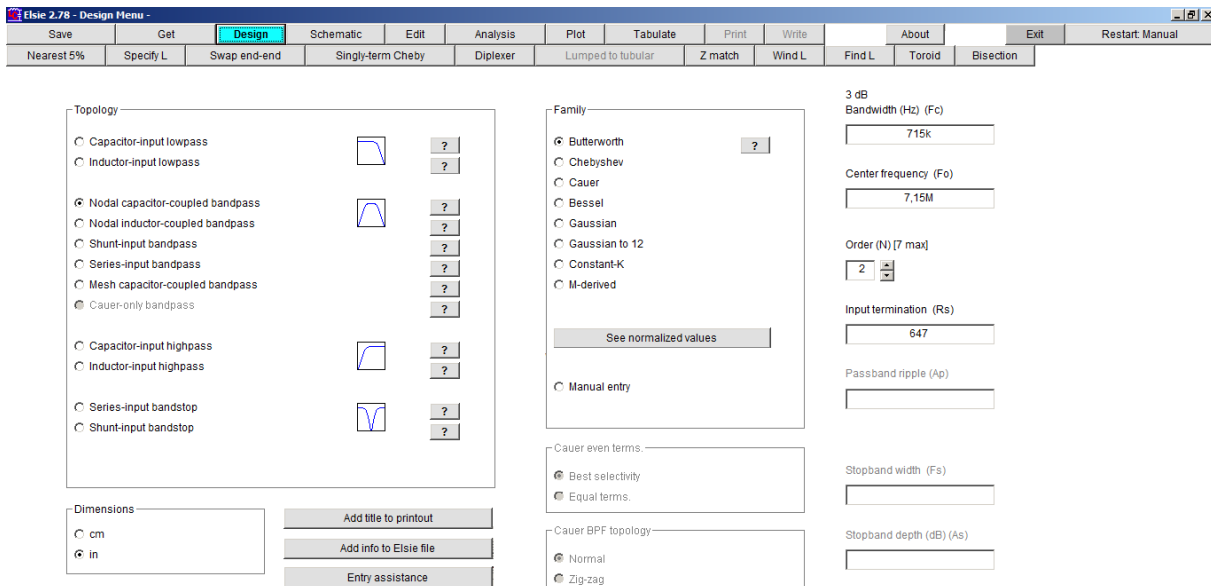 Elsie 2.78 - Design Menu -
Save Get Design Schematic Edit Analysis Plot Tabulate Print Write About Exit Restart: Manual
Nearest 5% Specify L Swap end-end Singly-term Cheby Diplexer Lumped to tubular Z match Wind L Find L Toroid Bisection
Topology
Capacitor-input lowpass ?
Inductor-input lowpass ?
Nodal capacitor-coupled bandpass ?
Nodal inductor-coupled bandpass ?
Shunt-input bandpass ?
Series-input bandpass ?
Mesh capacitor-coupled bandpass ?
Cauer-only bandpass ?
Capacitor-input highpass ?
Inductor-input highpass ?
Series-input bandstop ?
Shunt-input bandstop ?
Dimensions
cm
in
Add title to printout
Add info to Elsie file
Entry assistance
Family
Butterworth ?
Chebyshev
Cauer
Bessel
Gaussian
Gaussian to 12
Constant-K
M-derived
See normalized values
Manual entry
Cauer even terms.
Best selectivity
Equal terms.
Cauer BPF topology
Normal
Zig-zag
3 dB
Bandwidth (Hz) (Fc)
715k
Center frequency (Fo)
7,15M
Order (N) [7 max]
2
Input termination (Rs)
647
Passband ripple (Ap)
Stopband width (Fs)
Stopband depth (dB) (As)